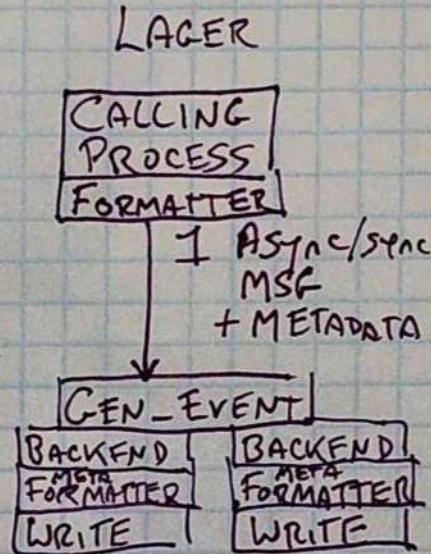 LAGER
CALLING
PROCESS
FORMATTER
1 Async/sync
MSG
+ METADATA
GEN_EVENT
BACKEND BACKEND
META META
FORMATTER FORMATTER
WRITE WRITE